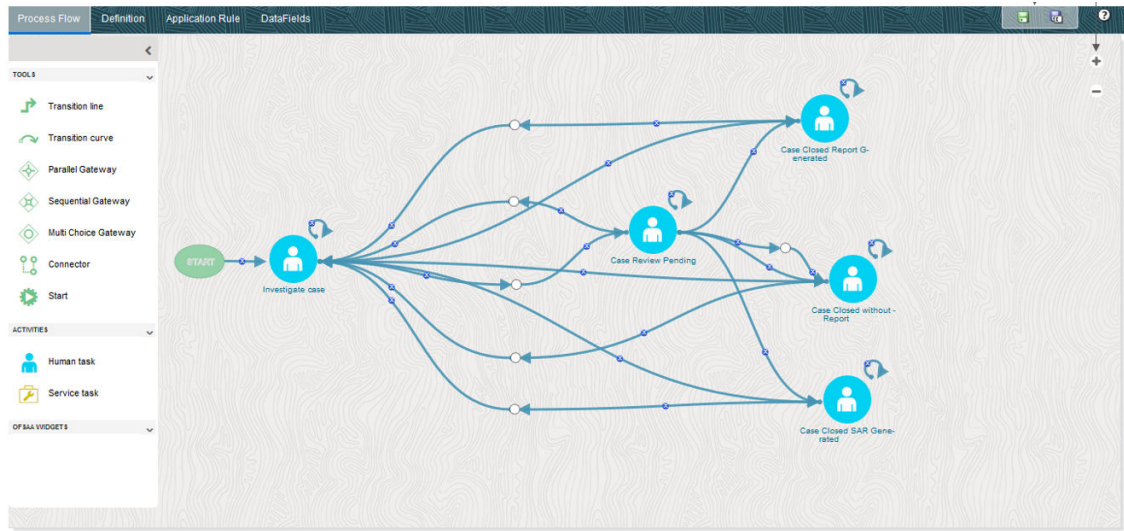 Process Flow Definition Application Rule DataFields
?
TOOLS
Transition line
Transition curve
Parallel Gateway
Sequential Gateway
Multi Choice Gateway
Connector
Start
ACTIVITIES
Human task
Service task
OFSAA WIDGETS
START
Investigate case
Case Review Pending
Case Closed Report G-
enerated
Case Closed without -
Report
Case Closed SAR Gene-
rated